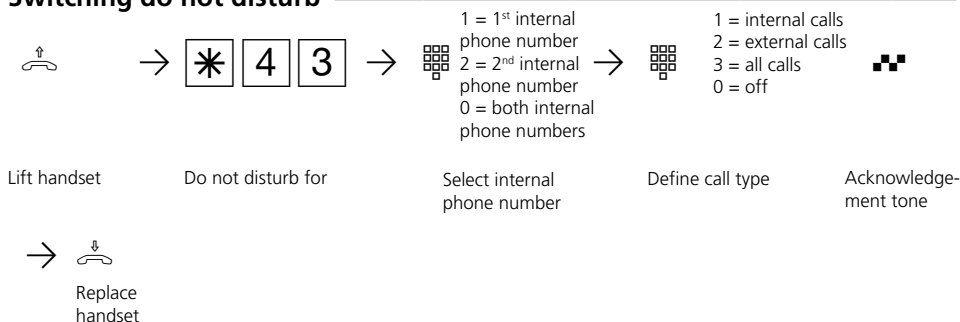 Switching do not disturb
1 = 1st internal
phone number
2 = 2nd internal
phone number
0 = both internal
phone numbers
1 = internal calls
2 = external calls
3 = all calls
0 = off
* 4 3
Lift handset
Do not disturb for
Select internal
phone number
Define call type
Acknowledge-
ment tone
Replace
handset